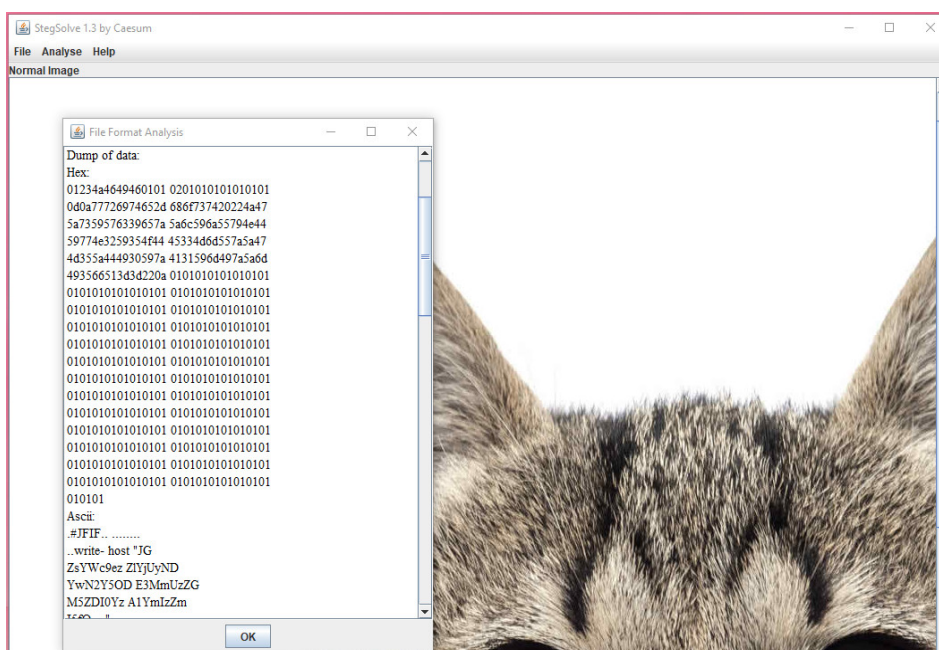 StegSolve 1.3 by Caesum
File Analyse Help
Normal Image
File Format Analysis
Dump of data:
Hex:
01234a4649460101 0201010101010101
0d0a77726974652d 686f737420224a47
5a7359576339657a 5a6c596a55794e44
59774e3259354f44 45334d6d557a5a47
4d355a444930597a 4131596d497a5a6d
493566513d3d220a 0101010101010101
0101010101010101 0101010101010101
0101010101010101 0101010101010101
0101010101010101 0101010101010101
0101010101010101 0101010101010101
0101010101010101 0101010101010101
0101010101010101 0101010101010101
0101010101010101 0101010101010101
0101010101010101 0101010101010101
0101010101010101 0101010101010101
0101010101010101 0101010101010101
0101010101010101 0101010101010101
0101010101010101 0101010101010101
010101
Ascii:
.#JFIF.. ........
..write- host "JG
ZsYWc9ez ZlYjUyND
YwN2Y5OD E3MmUzZG
M5ZDI0Yz A1YmIzZm
OK